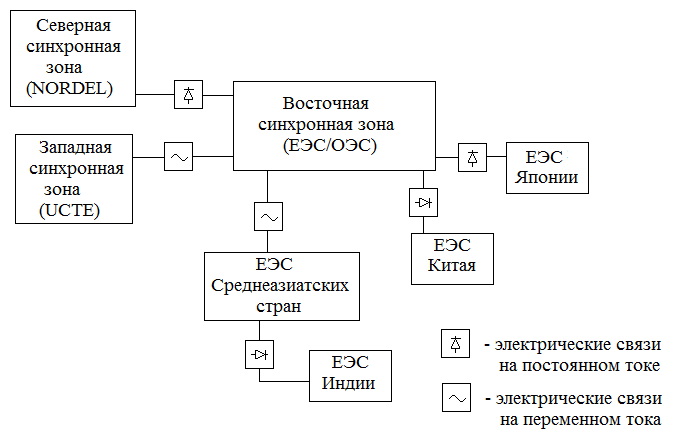 Северная
синхронная
зона
(NORDEL)
Восточная
синхронная зона
(ЕЭС/ОЭС)
Западная
синхронная
зона
(UCTE)
ЕЭС
Японии
ЕЭС
Китая
ЕЭС
Среднеазиатских
стран
ЕЭС
Индии
- электрические связи
на постоянном токе
- электрические связи
на переменном тока